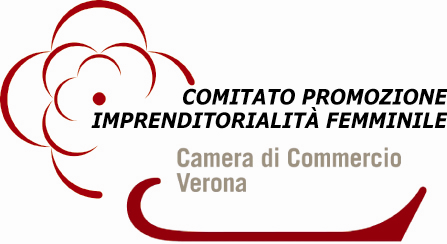 COMITATO PROMOZIONE
IMPRENDITORIALITÀ FEMMINILE
Camera di Commercio
Verona